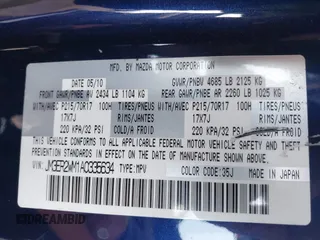 MFD. BY MAZDA MOTOR CORPORATION
DATE 05/10 GVWR/PNBV 4685 LB 2125 KG
FRONT GAWR/PNBE AV 2434 LB 1104 KG REAR GAWR/PNBE AR 2260 LB 1025 KG
WITH/AVEC P215/70R17 100H TIRES/PNEUS WITH/AVEC P215/70R17 100H TIRES/PNEUS
17X7J RIMS/JANTES 17X7J RIMS/
220 KPA/32 PSI COLD/A FROID 220 KPA/32 PSI COLD/
THIS VEHICLE CONFORMS TO ALL APPLICABLE FEDERAL MOTOR VEHICLE
SAFETY AND THEFT PREVENTION STANDARDS IN EFFECT ON THE DATE
OF MANUFACTURE SHOWN ABOVE.
TYPE:MPV
COLOR:35J MADE IN JAPAN
DREAMBID